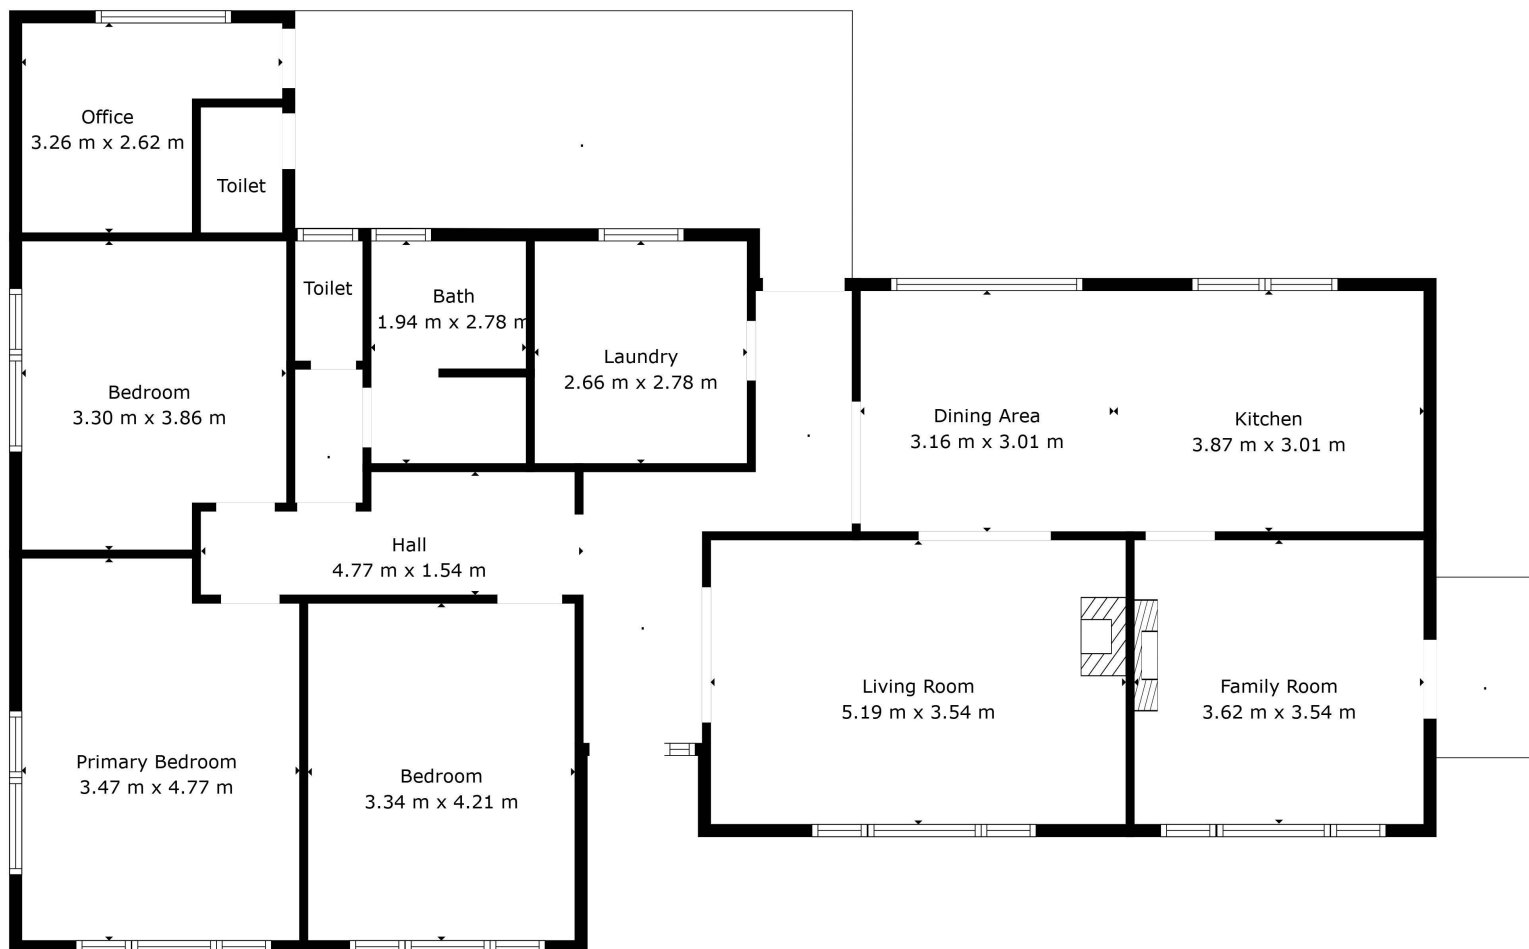 Office
3.26 m x 2.62 m
Toilet
Toilet
Bath
1.94 m x 2.78 m
Laundry
2.66 m x 2.78 m
Bedroom
3.30 m x 3.86 m
Dining Area
3.16 m x 3.01 m
Kitchen
3.87 m x 3.01 m
Hall
4.77 m x 1.54 m
Living Room
5.19 m x 3.54 m
Family Room
3.62 m x 3.54 m
Primary Bedroom
3.47 m x 4.77 m
Bedroom
3.34 m x 4.21 m